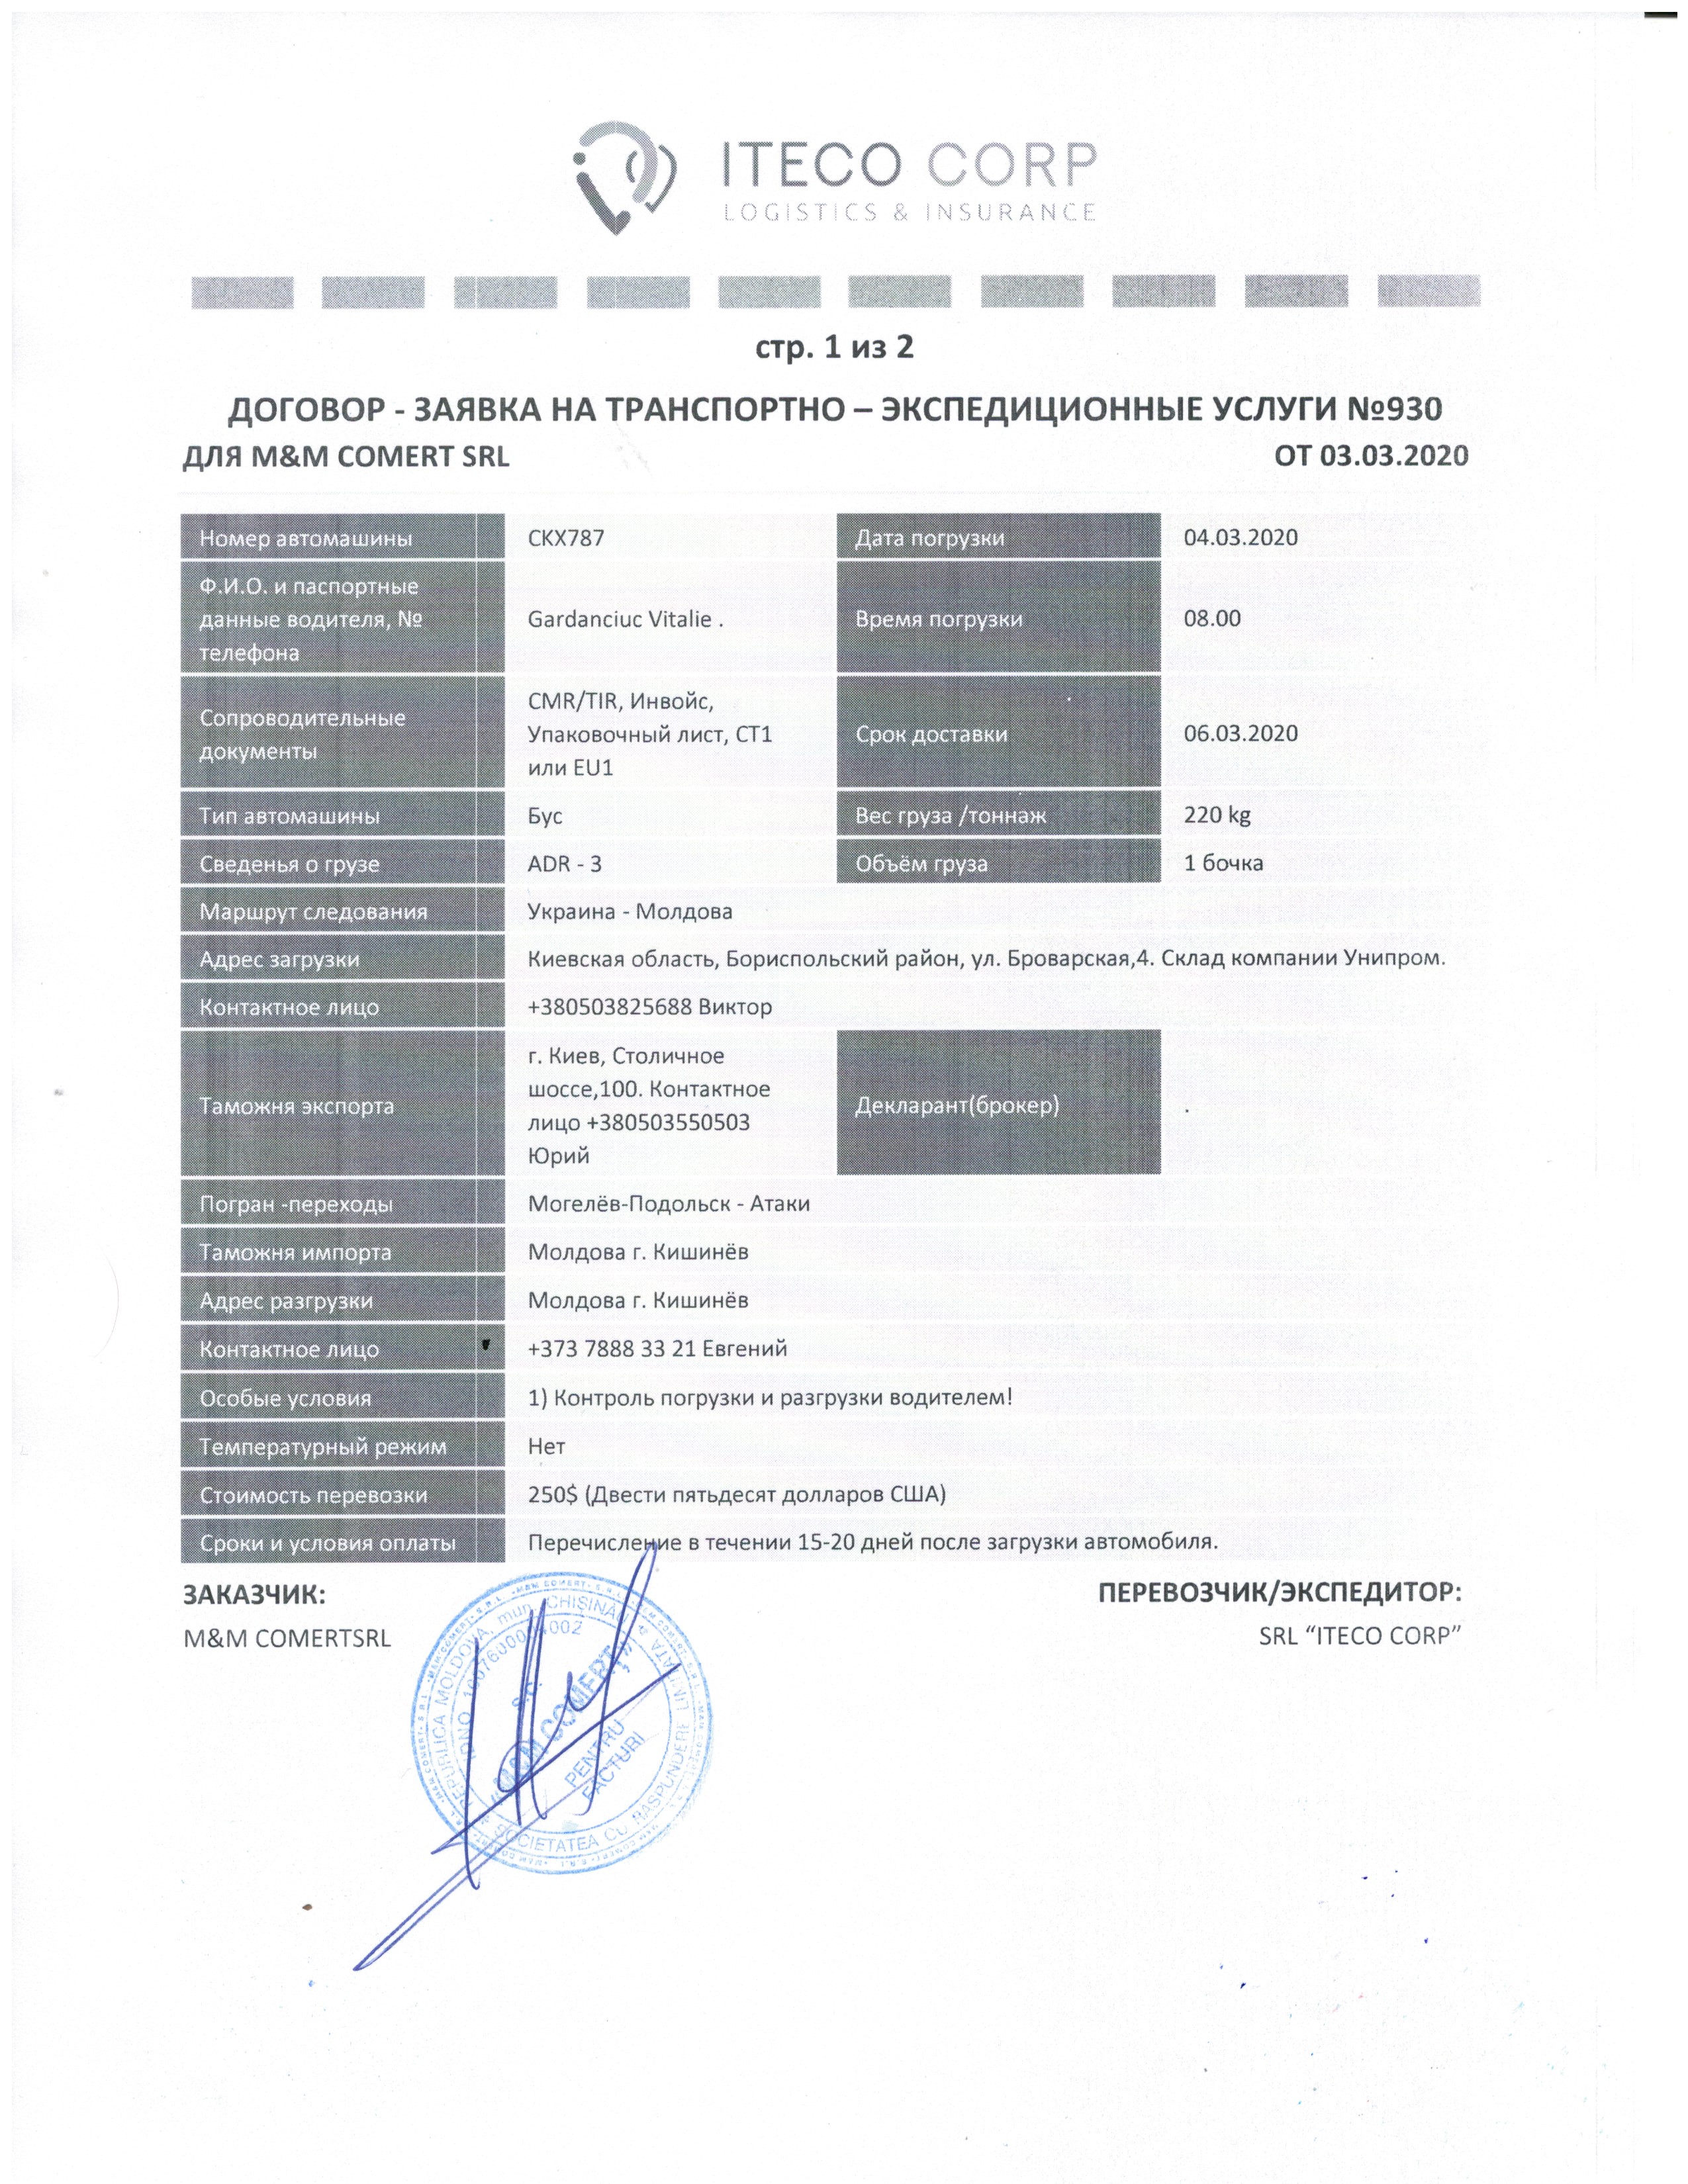 ITECO CORP
LOGISTICS & INSURANCE
стр. 1 из 2
ДОГОВОР - ЗАЯВКА НА ТРАНСПОРТНО – ЭКСПЕДИЦИОННЫЕ УСЛУГИ №930
ДЛЯ M&M COMERT SRL ОТ 03.03.2020
Номер автомашины CKX787 Дата погрузки 04.03.2020
Ф.И.О. и паспортные
данные водителя, №
телефона
Gardanciuc Vitalie .
Время погрузки 08.00
Сопроводительные
документы
CMR/TIR, Инвойс,
Упаковочный лист, СТ1
или EU1
Срок доставки 06.03.2020
Тип автомашины Бус Вес груза /тоннаж 220 kg
Сведенья о грузе ADR - 3 Объём груза 1 бочка
Маршрут следования Украина - Молдова
Адрес загрузки Киевская область, Бориспольский район, ул. Броварская,4. Склад компании Унипром.
Контактное лицо +380503825688 Виктор
Таможня экспорта
г. Киев, Столичное
шоссе,100. Контактное
лицо +380503550503
Юрий
Декларант(брокер) .
Погран -переходы Могелёв-Подольск - Атаки
Таможня импорта Молдова г. Кишинёв
Адрес разгрузки Молдова г. Кишинёв
Контактное лицо +373 7888 33 21 Евгений
Особые условия 1) Контроль погрузки и разгрузки водителем!
Температурный режим Нет
Стоимость перевозки 250$ (Двести пятьдесят долларов США)
Сроки и условия оплаты Перечисление в течении 15-20 дней после загрузки автомобиля.
ЗАКАЗЧИК: ПЕРЕВОЗЧИК/ЭКСПЕДИТОР:
M&M COMERTSRL SRL “ITECO CORP”
REPUBLICA MOLDOVA, mun. CHIŞINĂU
SOCIETATEA CU RASPUNDERE LIMITATA
IDNO
S.C.
"M&M COMERŢ"
PENTRU
FACTURI